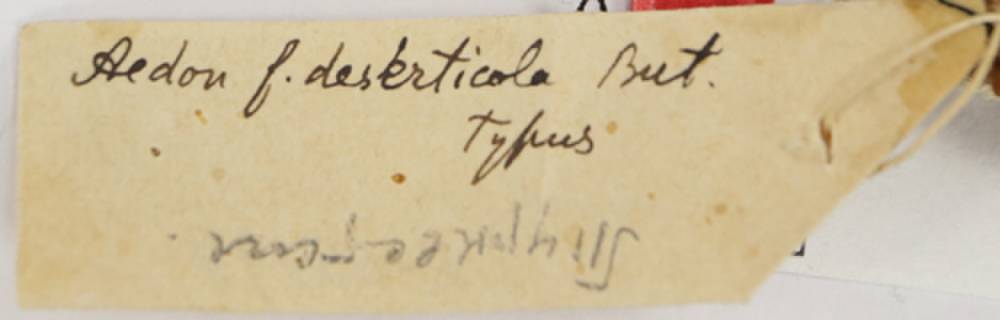 Aedon f. deserticola But.
Typus